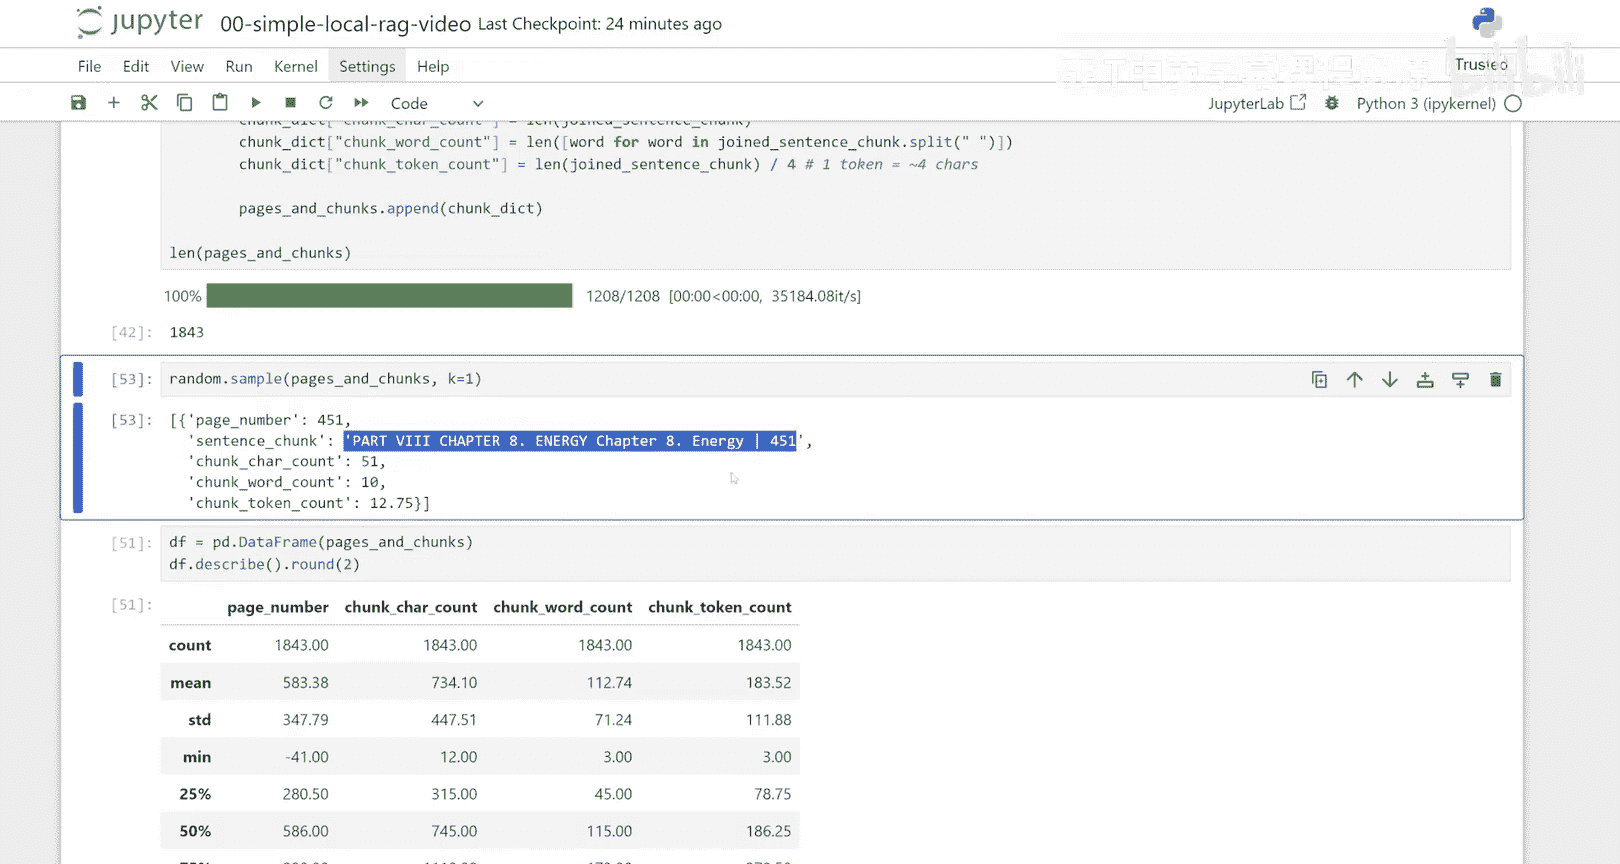 jupyter 00-simple-local-rag-video Last Checkpoint: 24 minutes ago
File Edit View Run Kernel Settings Help
Trusted
bilibili
Code
JupyterLab Python 3 (ipykernel)
chunk_dict["chunk_char_count"] = len(joined_sentence_chunk)
chunk_dict["chunk_word_count"] = len([word for word in joined_sentence_chunk.split(" ")])
chunk_dict["chunk_token_count"] = len(joined_sentence_chunk) / 4 # 1 token = ~4 chars
pages_and_chunks.append(chunk_dict)
len(pages_and_chunks)
100% 1208/1208 [00:00<00:00, 35184.08it/s]
[42]: 1843
[53]: random.sample(pages_and_chunks, k=1)
[53]: [{'page_number': 451,
'sentence_chunk': 'PART VIII CHAPTER 8. ENERGY Chapter 8. Energy | 451',
'chunk_char_count': 51,
'chunk_word_count': 10,
'chunk_token_count': 12.75}]
[51]: df = pd.DataFrame(pages_and_chunks)
df.describe().round(2)
[51]: page_number chunk_char_count chunk_word_count chunk_token_count
count 1843.00 1843.00 1843.00 1843.00
mean 583.38 734.10 112.74 183.52
std 347.79 447.51 71.24 111.88
min -41.00 12.00 3.00 3.00
25% 280.50 315.00 45.00 78.75
50% 586.00 745.00 115.00 186.25